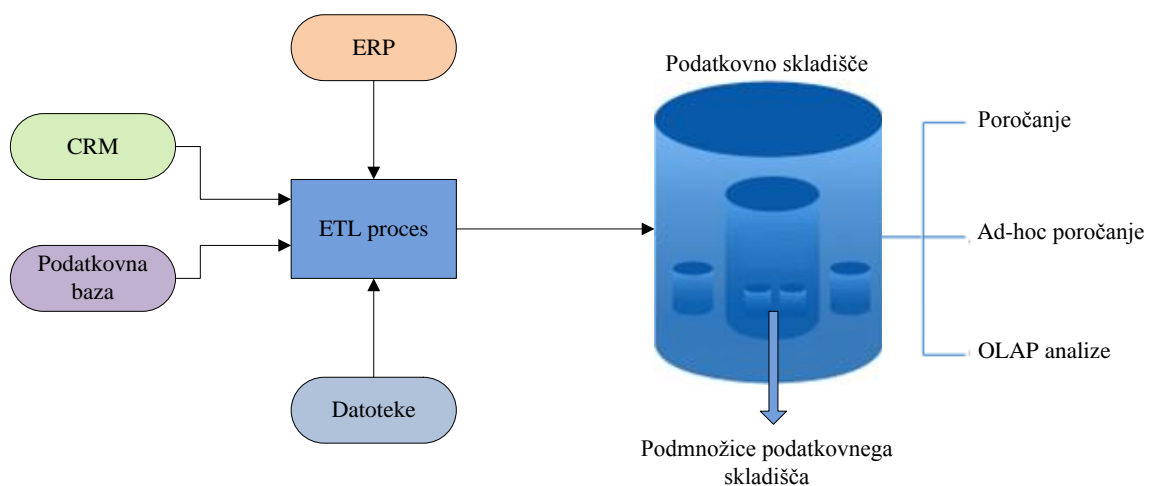 ERP
Podatkovno skladišče
CRM
Poročanje
ETL proces
Ad-hoc poročanje
Podatkovna
baza
OLAP analize
Datoteke
Podmnožice podatkovnega
skladišča